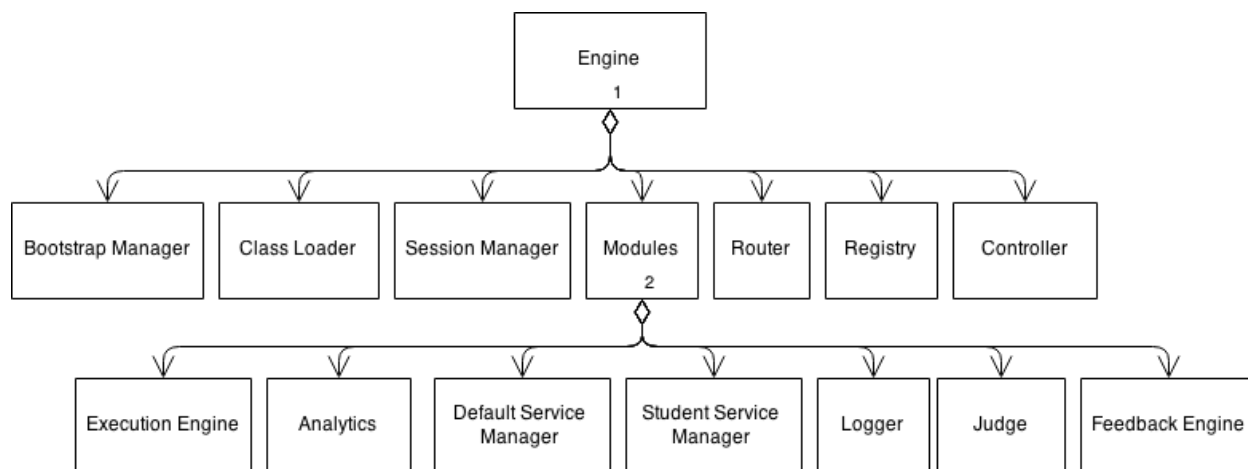 Engine
1
Bootstrap Manager
Class Loader
Session Manager
Modules
Router
Registry
Controller
2
Execution Engine
Analytics
Default Service
Manager
Student Service
Manager
Logger
Judge
Feedback Engine